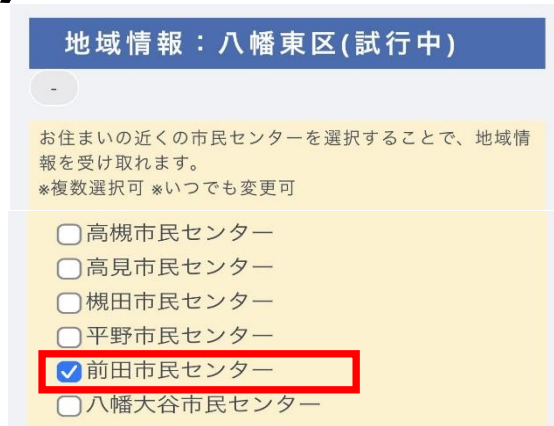 地域情報：八幡東区(試行中)
-
お住まいの近くの市民センターを選択することで、地域情
報を受け取れます。
※複数選択可 ※いつでも変更可
高槻市民センター
高見市民センター
槻田市民センター
平野市民センター
前田市民センター
八幡大谷市民センター